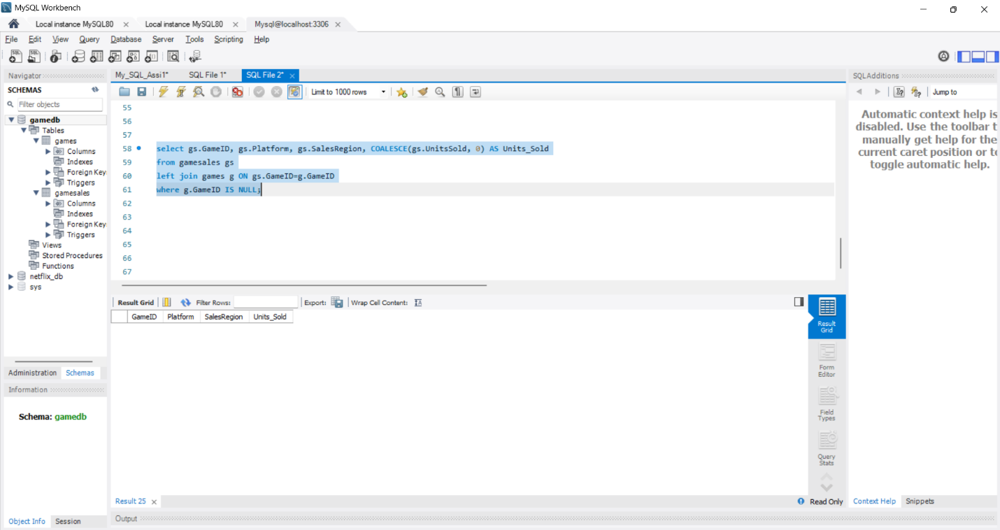 MySQL Workbench
Local instance MySQL80 Local instance MySQL80 Mysql@localhost:3306
File Edit View Query Database Server Tools Scripting Help
Navigator My_SQL_Assi1* SQL File 1* SQL File 2* SQLAdditions
SCHEMAS Limit to 1000 rows Jump to
Filter objects
gamedb
Tables
games
Columns
Indexes
Foreign Key
Triggers
gamesales
Columns
Indexes
Foreign Key
Triggers
Views
Stored Procedures
Functions
netflix_db
sys
Administration Schemas
Information
Schema: gamedb
Object Info Session
55
56
57
58 select gs.GameID, gs.Platform, gs.SalesRegion, COALESCE(gs.UnitsSold, 0) AS Units_Sold
59 from gamesales gs
60 left join games g ON gs.GameID=g.GameID
61 where g.GameID IS NULL;
62
63
64
65
66
67
Result Grid Filter Rows: Export: Wrap Cell Content:
GameID Platform SalesRegion Units_Sold
Result
Grid
Form
Editor
Field
Types
Query
Stats
Result 25 Read Only
Output
Automatic context help is
disabled. Use the toolbar t
manually get help for the
current caret position or to
toggle automatic help.
Context Help Snippets